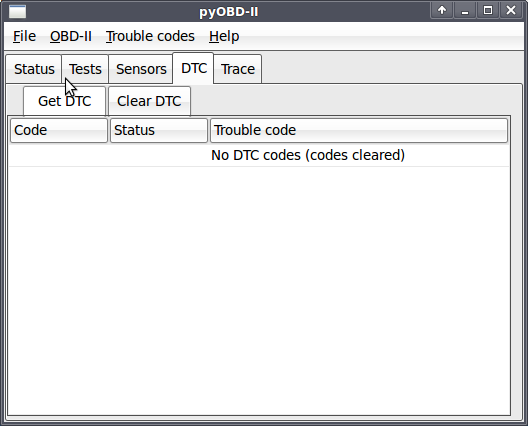 pyOBD-II
File OBD-II Trouble codes Help
Status Tests Sensors DTC Trace
Get DTC Clear DTC
Code Status Trouble code
No DTC codes (codes cleared)